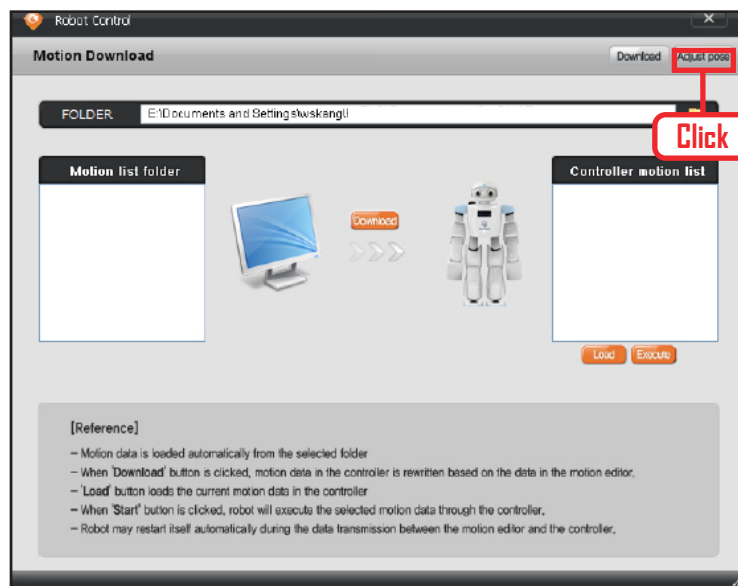 Robot Control
Motion Download
Download Adjust pose
FOLDER E:\Documents and Settings\wskang\
Click
Motion list folder
Controller motion list
Download
Load Execute
[Reference]
– Motion data is loaded automatically from the selected folder
– When 'Download' button is clicked, motion data in the controller is rewritten based on the data in the motion editor.
– 'Load' button loads the current motion data in the controller
– When 'Start" button is clicked, robot will execute the selected motion data through the controller.
– Robot may restart itself automatically during the data transmission between the motion editor and the controller.